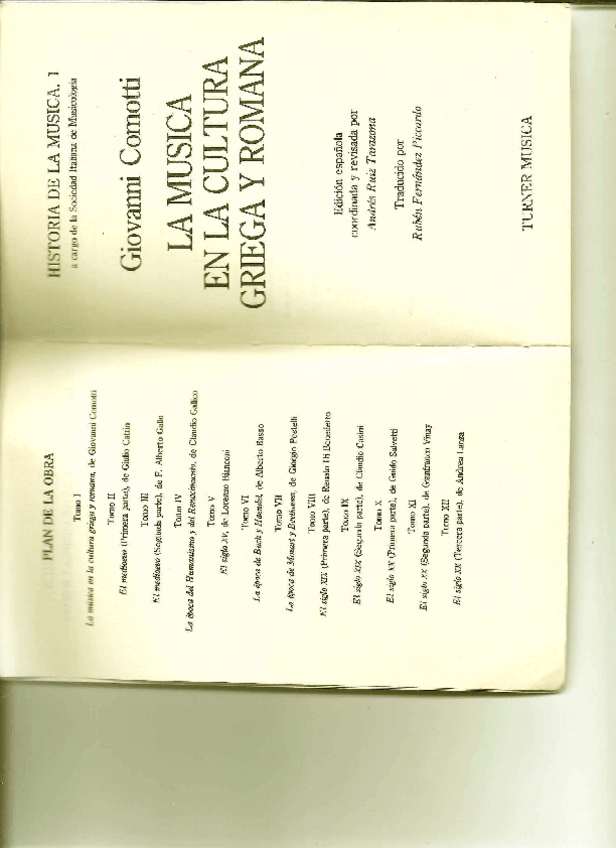 PLAN DE LA OBRA
Tomo I
La música en la cultura griega y romana, de Giovanni Comotti
Tomo II
El medioevo (Primera parte), de Giulio Cattin
Tomo III
El medioevo (Segunda parte), de F. Alberto Gallo
Tomo IV
La época del Humanismo y del Renacimiento, de Claudio Gallico
Tomo V
El siglo XV, de Lorenzo Bianconi
Tomo VI
La época de Bach y Haendel, de Alberto Basso
Tomo VII
La época de Mozart y Beethoven, de Giorgio Pestelli
Tomo VIII
El siglo XIX (Primera parte), de Renato Di Benedetto
Tomo IX
El siglo XIX (Segunda parte), de Claudio Casini
Tomo X
El siglo XX (Primera parte), de Guido Salvetti
Tomo XI
El siglo XX (Segunda parte), de Gianfranco Vinay
Tomo XII
El siglo XX (Tercera parte), de Andrea Lanza
HISTORIA DE LA MUSICA, 1
a cargo de la Sociedad Italiana de Musicología
Giovanni Comotti
LA MUSICA
EN LA CULTURA
GRIEGA Y ROMANA
Edición española
coordinada y revisada por
Andrés Ruiz Tarazona
Traducido por
Rubén Fernández Piccardo
TURNER MUSICA